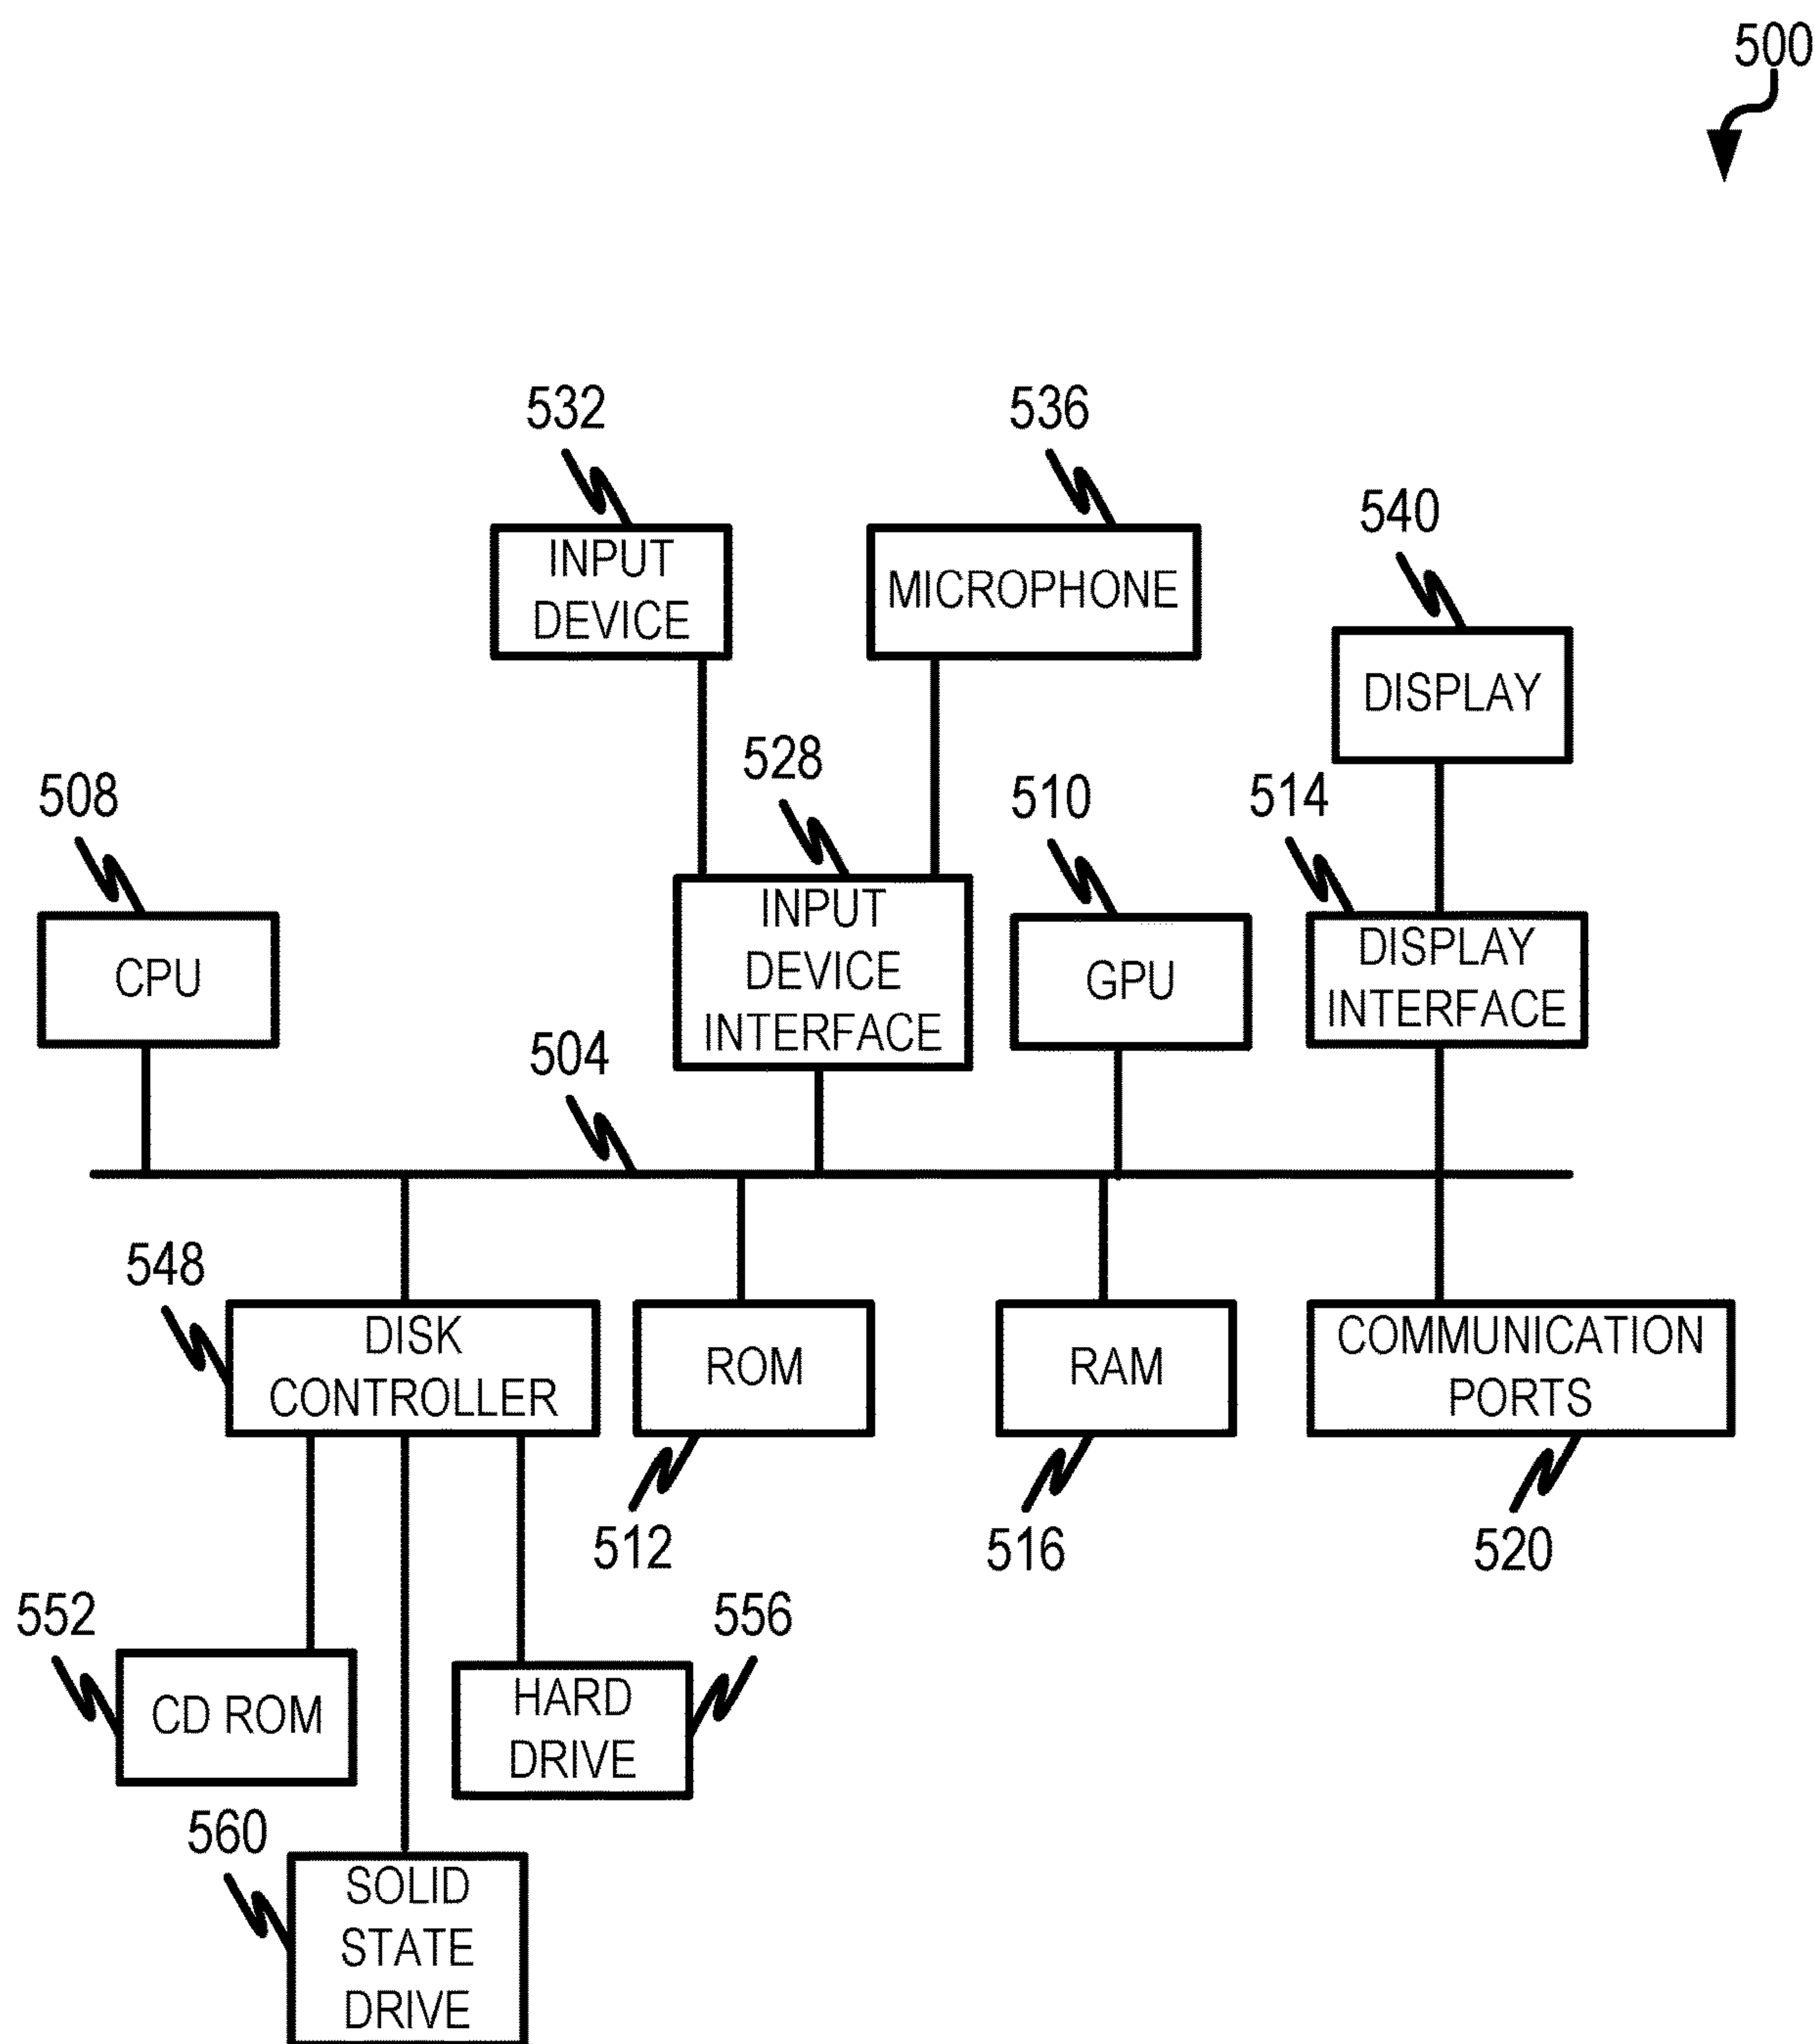 500
532
536
540
INPUT
DEVICE
MICROPHONE
DISPLAY
508
528
510
514
CPU
INPUT
DEVICE
INTERFACE
GPU
DISPLAY
INTERFACE
504
548
DISK
CONTROLLER
ROM
RAM
COMMUNICATION
PORTS
512
516
520
552
556
CD ROM
HARD
DRIVE
560
SOLID
STATE
DRIVE